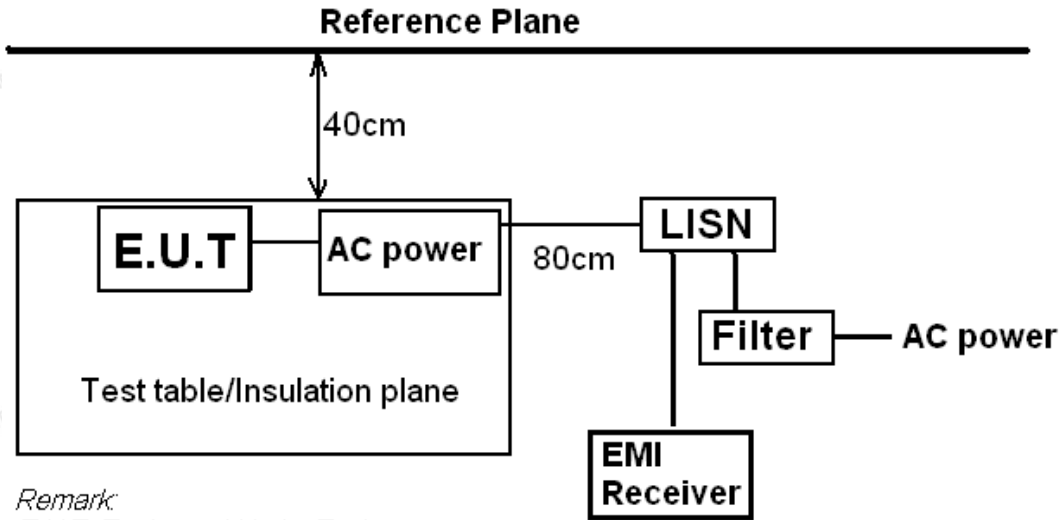 Reference Plane
40cm
E.U.T
AC power
LISN
80cm
Filter
AC power
Test table/Insulation plane
EMI
Receiver
Remark: